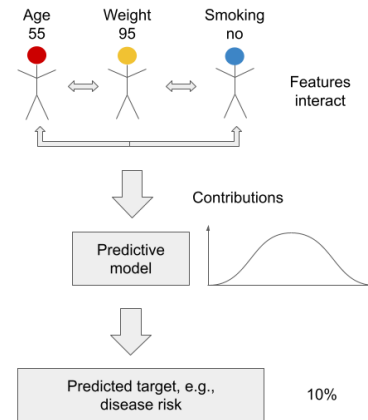 Age
55
Weight
95
Smoking
no
Features
interact
Contributions
Predictive
model
Predicted target, e.g.,
disease risk
10%